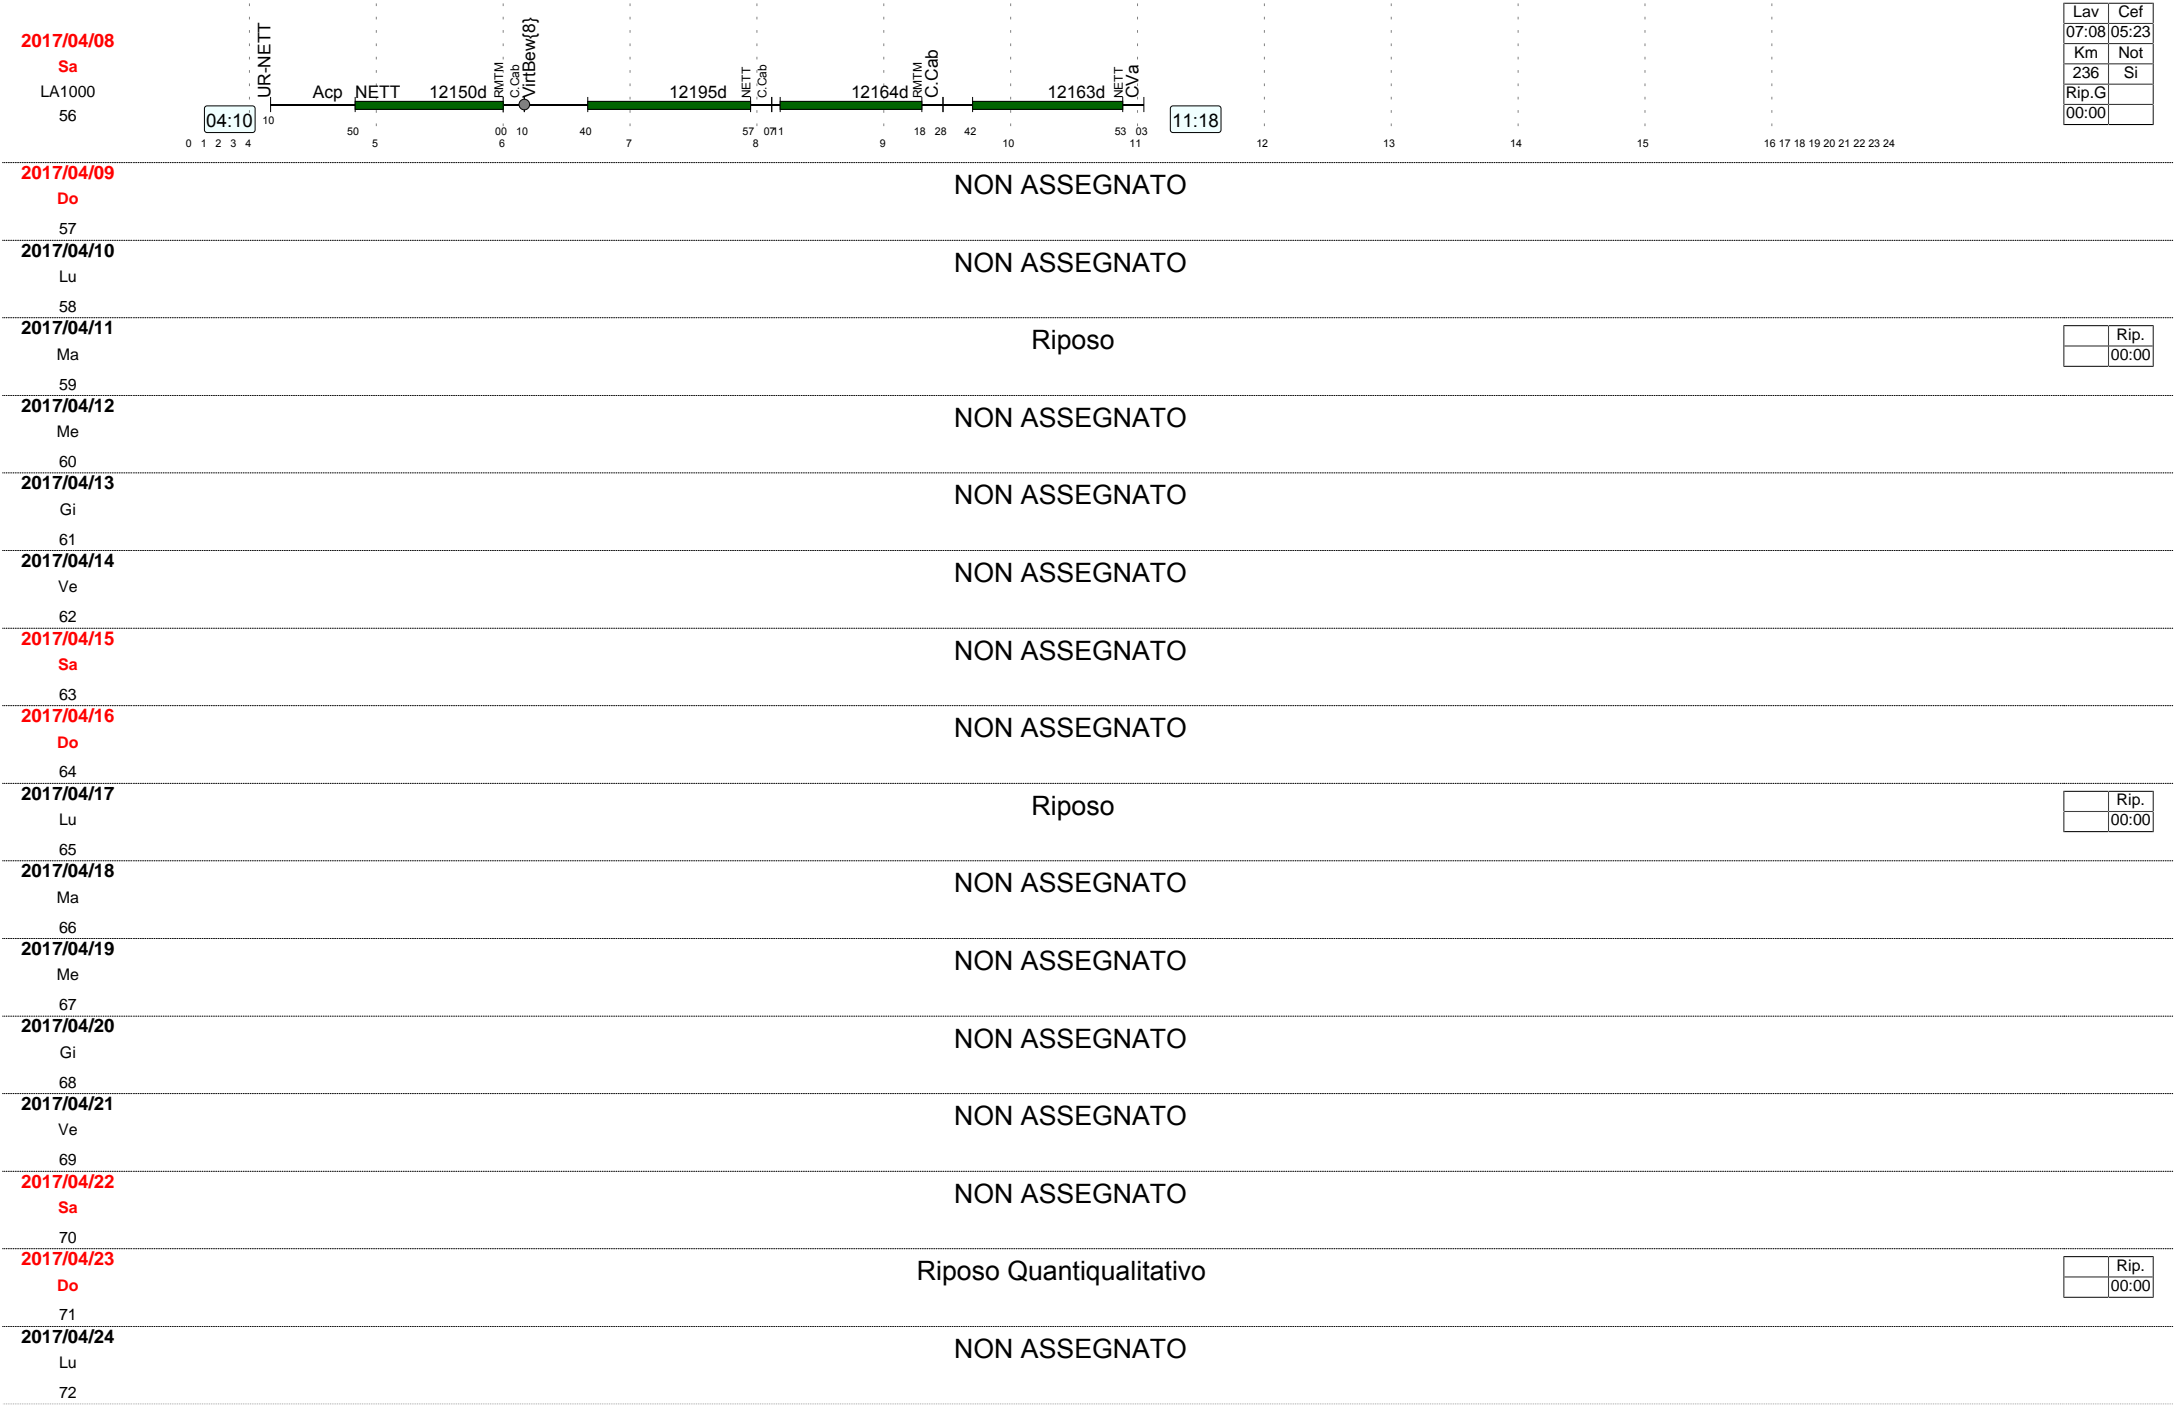 2017/04/08
Sa
LA1000
56
04:10
UR-NETT
10
Acp
NETT
12150d
RMTM
C.Cab
VirtBew{8}
12195d
NETT
C.Cab
12164d
RMTM
C.Cab
12163d
NETT
CVa
11:18
50
00
10
40
57
07
11
18
28
42
53
03
0 1 2 3 4 5 6 7 8 9 10 11 12 13 14 15 16 17 18 19 20 21 22 23 24
Lav Cef
07:08 05:23
Km Not
236 Si
Rip.G
00:00
2017/04/09
Do
57
NON ASSEGNATO
2017/04/10
Lu
58
NON ASSEGNATO
2017/04/11
Ma
59
Riposo
Rip.
00:00
2017/04/12
Me
60
NON ASSEGNATO
2017/04/13
Gi
61
NON ASSEGNATO
2017/04/14
Ve
62
NON ASSEGNATO
2017/04/15
Sa
63
NON ASSEGNATO
2017/04/16
Do
64
NON ASSEGNATO
2017/04/17
Lu
65
Riposo
Rip.
00:00
2017/04/18
Ma
66
NON ASSEGNATO
2017/04/19
Me
67
NON ASSEGNATO
2017/04/20
Gi
68
NON ASSEGNATO
2017/04/21
Ve
69
NON ASSEGNATO
2017/04/22
Sa
70
NON ASSEGNATO
2017/04/23
Do
71
Riposo Quantiqualitativo
Rip.
00:00
2017/04/24
Lu
72
NON ASSEGNATO